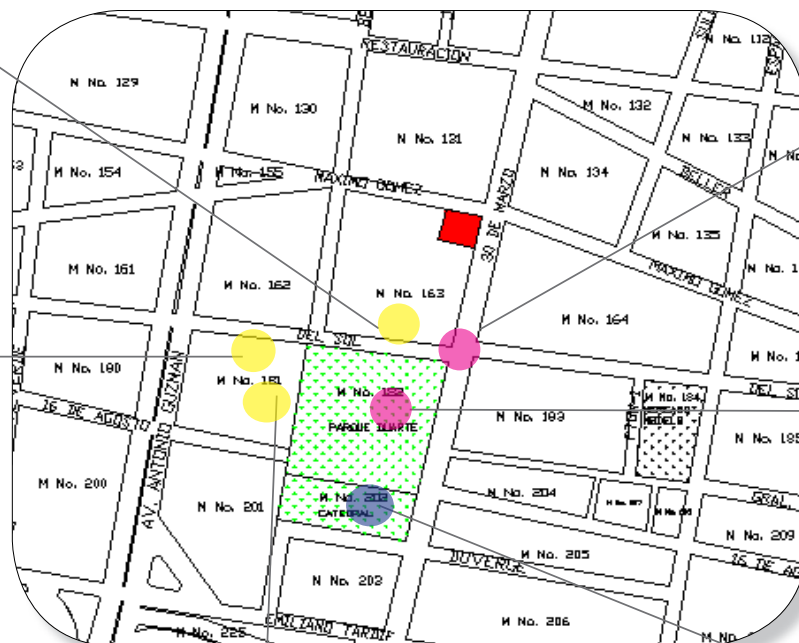 RESTAURACION
M No. 112
N No. 129
M No. 130
N No. 131
M No. 132
N No. 133
M No. 154
M No. 155
MAXIMO GOMEZ
N No. 134
BELLER
30 DE MARZO
M No. 135
M No. 161
M No. 162
N No. 163
MAXIMO GOMEZ
M No. 164
DEL SOL
N No. 180
M No. 181
M No. 182
PARQUE DUARTE
N No. 183
M No. 184
16 DE AGOSTO
AV. ANTONIO GUZMAN
N No. 185
M No. 200
N No. 201
M No. 202
CATEDRAL
N No. 204
GRAL.
N No. 209
DUVERGE
M No. 205
N No. 203
EMILIANO TARDIF
M No. 225
M No. 206